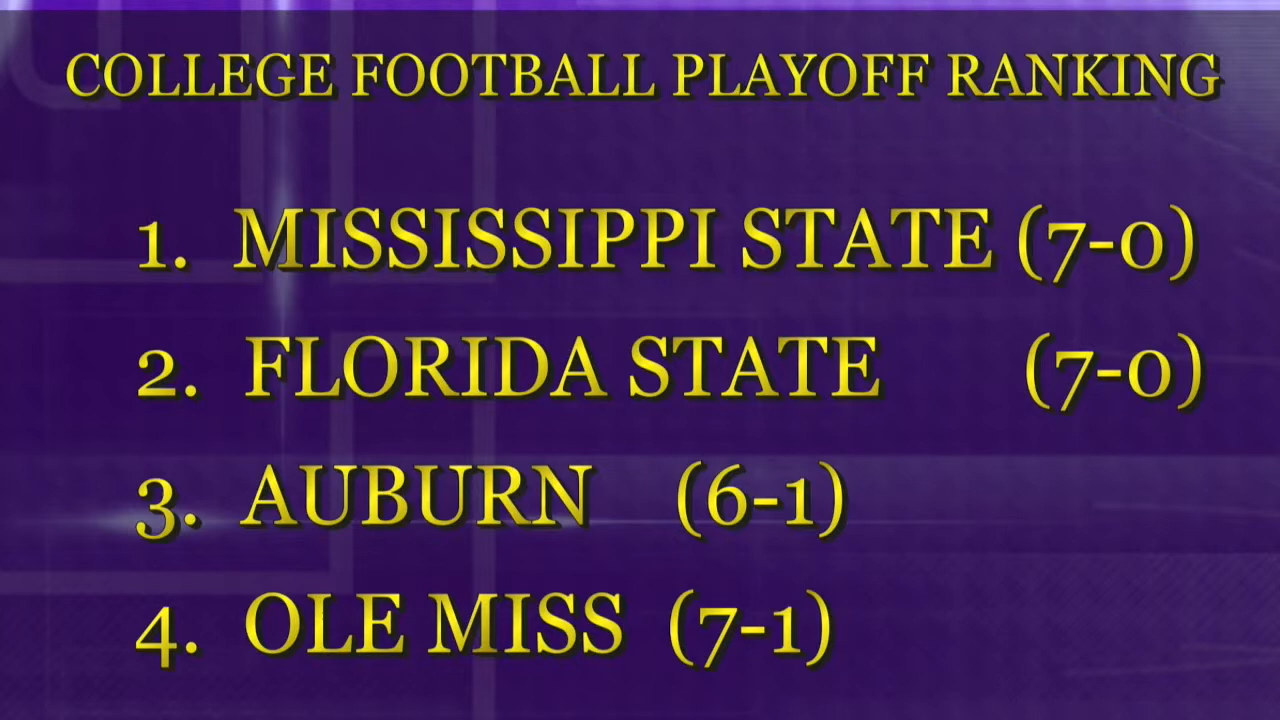 COLLEGE FOOTBALL PLAYOFF RANKING
1. MISSISSIPPI STATE (7-0)
2. FLORIDA STATE (7-0)
3. AUBURN (6-1)
4. OLE MISS (7-1)